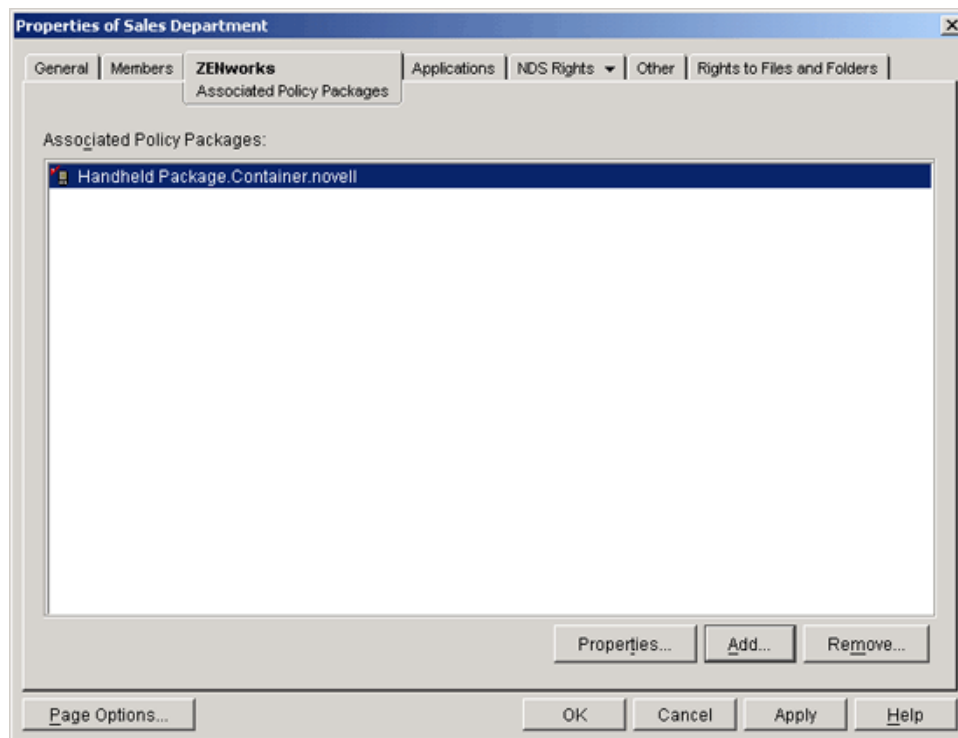 Properties of Sales Department
General Members ZENworks Applications NDS Rights Other Rights to Files and Folders
Associated Policy Packages
Associated Policy Packages:
Handheld Package.Container.novell
Properties... Add... Remove...
Page Options... OK Cancel Apply Help